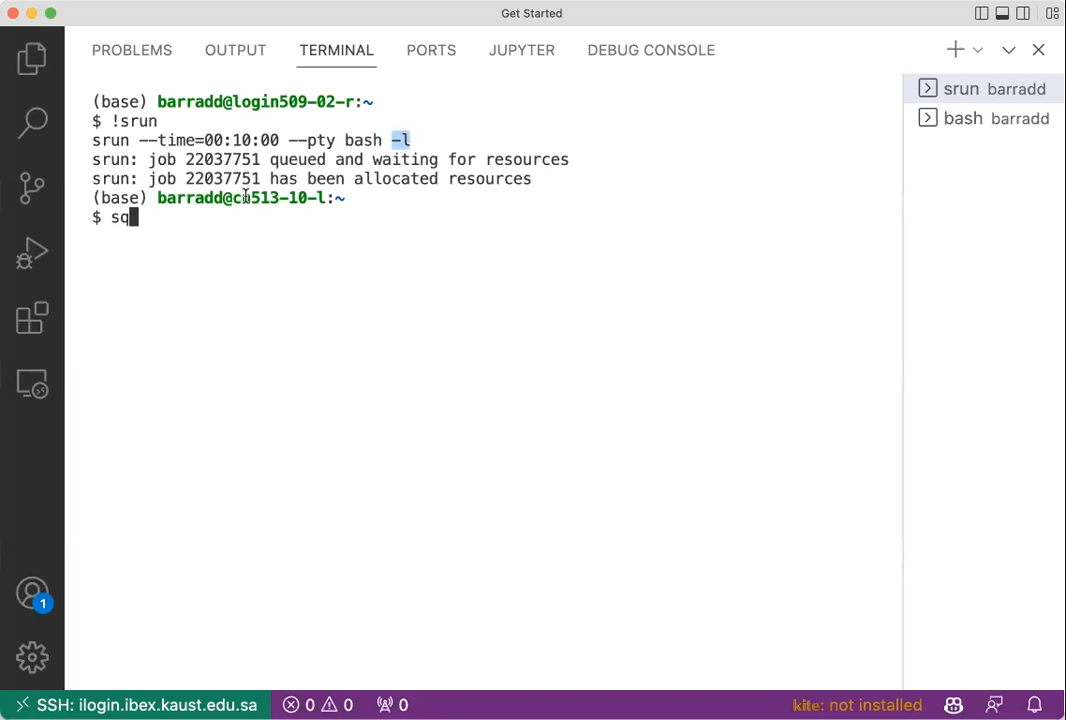 Get Started
PROBLEMS OUTPUT TERMINAL PORTS JUPYTER DEBUG CONSOLE
(base) barradd@login509-02-r:~
$ !srun
srun --time=00:10:00 --pty bash -l
srun: job 22037751 queued and waiting for resources
srun: job 22037751 has been allocated resources
(base) barradd@cn513-10-l:~
$ sq
srun barradd
bash barradd
1
SSH: ilogin.ibex.kaust.edu.sa 0 0 0 kite: not installed